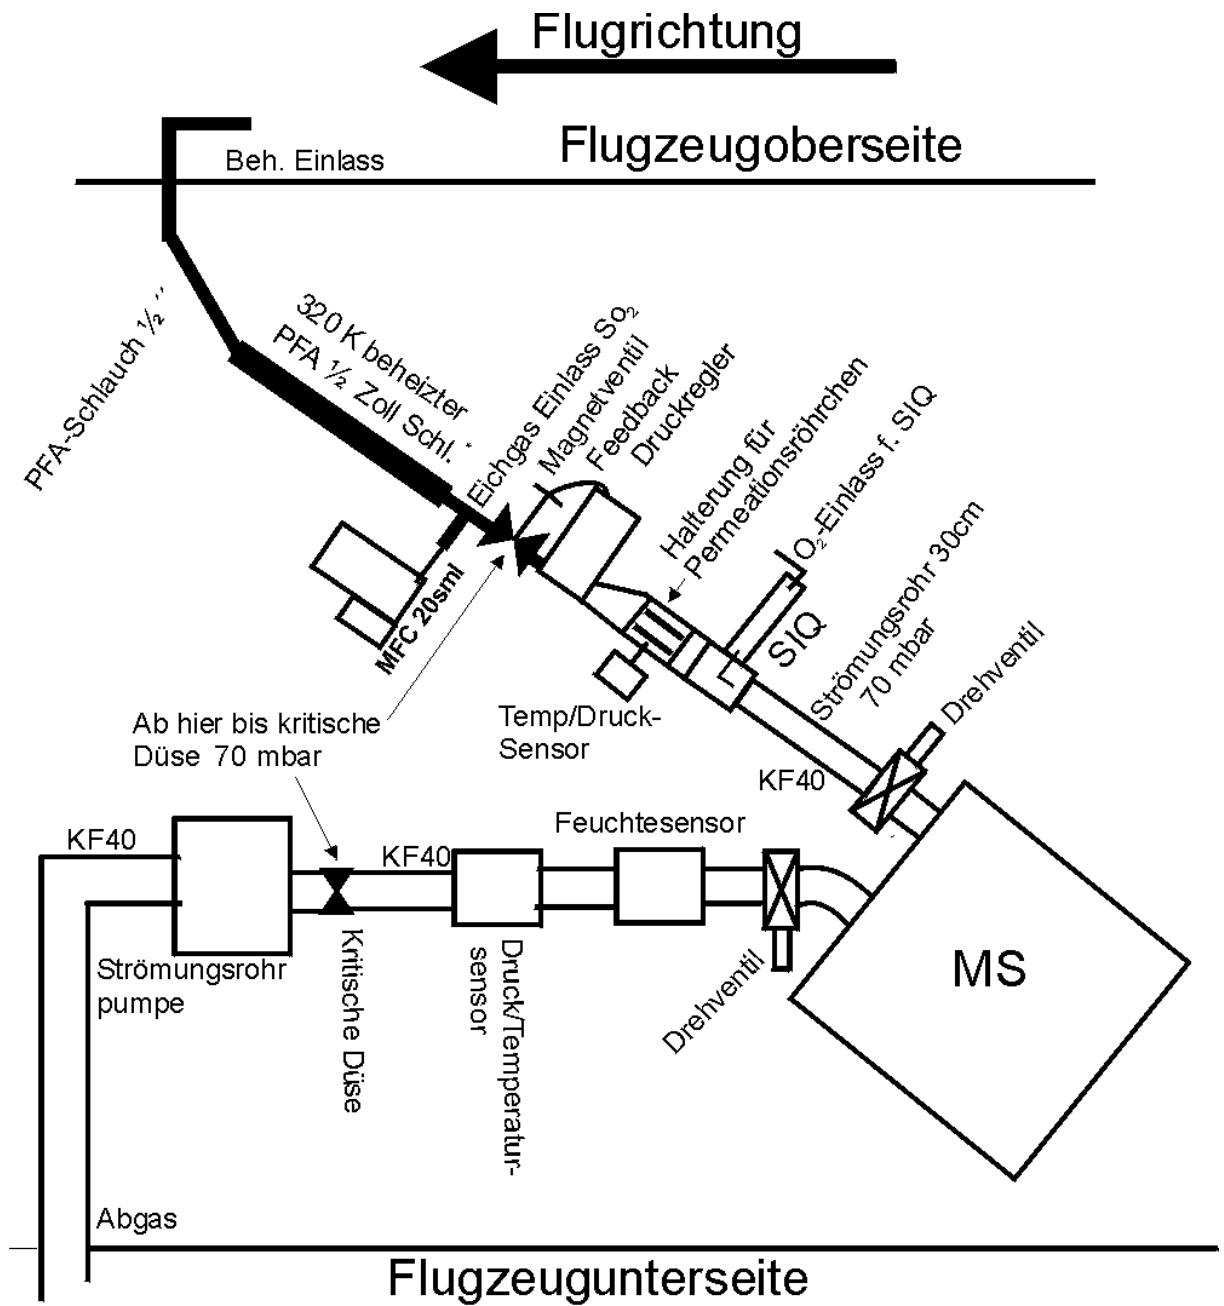 Flugrichtung
Flugzeugoberseite
Beh. Einlass
PFA-Schlauch ½ ’’
320 K beheizter
PFA ½ Zoll Schl. *
Eichgas Einlass So₂
Magnetventil
Feedback
Druckregler
Halterung für
Permeationsröhrchen
O₂-Einlass f. SIQ
SIQ
Strömungsrohr 30cm
70 mbar
Drehventil
MFC 20sml
Temp/Druck-
Sensor
Ab hier bis kritische
Düse 70 mbar
KF40
KF40
KF40
Feuchtesensor
MS
Strömungsrohr
pumpe
Kritische Düse
Druck/Temperatur-
sensor
Drehventil
Abgas
Flugzeugunterseite